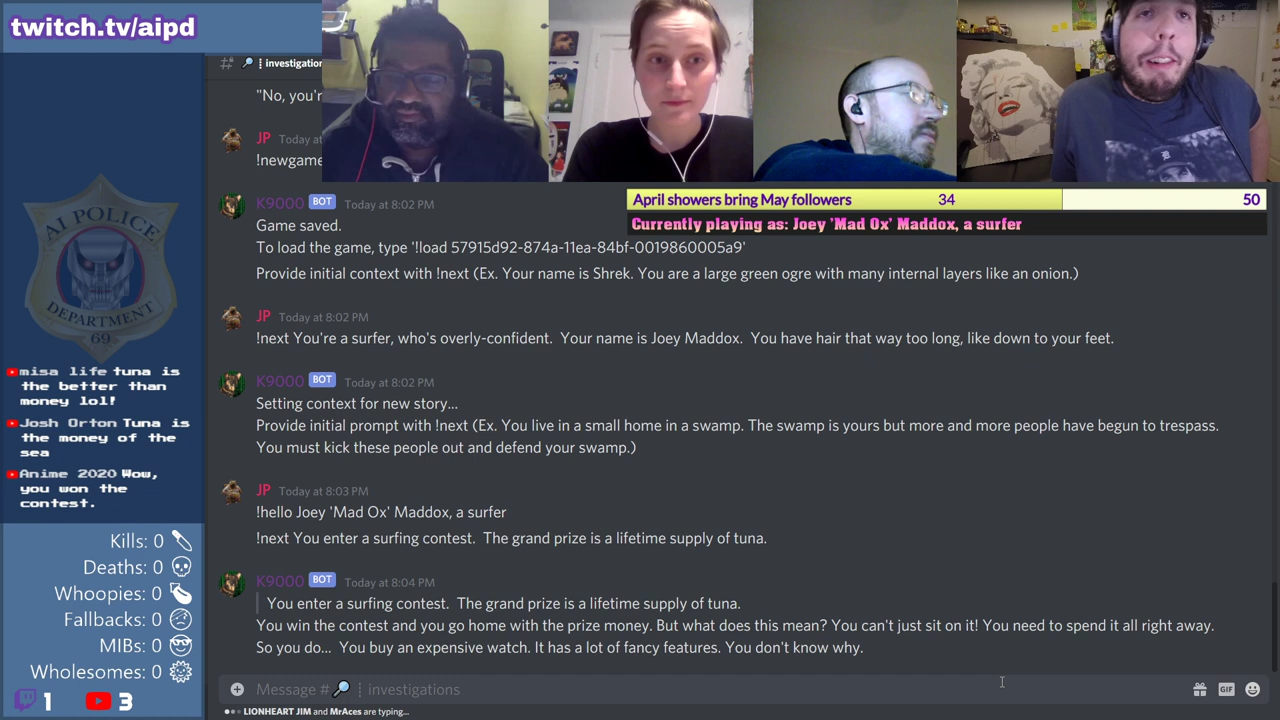 twitch.tv/aipd
# 🔎 ┊investigation
"No, you'r
JP Today at
!newgame
K9000 BOT Today at 8:02 PM
Game saved.
To load the game, type '!load 57915d92-874a-11ea-84bf-0019860005a9'
Provide initial context with !next (Ex. Your name is Shrek. You are a large green ogre with many internal layers like an onion.)
April showers bring May followers 34 50
Currently playing as: Joey 'Mad Ox' Maddox, a surfer
JP Today at 8:02 PM
!next You're a surfer, who's overly-confident. Your name is Joey Maddox. You have hair that way too long, like down to your feet.
K9000 BOT Today at 8:02 PM
Setting context for new story...
Provide initial prompt with !next (Ex. You live in a small home in a swamp. The swamp is yours but more and more people have begun to trespass.
You must kick these people out and defend your swamp.)
JP Today at 8:03 PM
!hello Joey 'Mad Ox' Maddox, a surfer
!next You enter a surfing contest. The grand prize is a lifetime supply of tuna.
K9000 BOT Today at 8:04 PM
You enter a surfing contest. The grand prize is a lifetime supply of tuna.
You win the contest and you go home with the prize money. But what does this mean? You can't just sit on it! You need to spend it all right away.
So you do... You buy an expensive watch. It has a lot of fancy features. You don't know why.
Message #🔎┊investigations
GIF
LIONHEART JIM and MrAces are typing...
AI POLICE
DEPARTMENT
69
misa life tuna is
the better than
money lol!
Josh Orton Tuna is
the money of the
sea
Anime 2020 Wow,
you won the
contest.
Kills: 0
Deaths: 0
Whoopies: 0
Fallbacks: 0
MIBs: 0
Wholesomes: 0
1 3